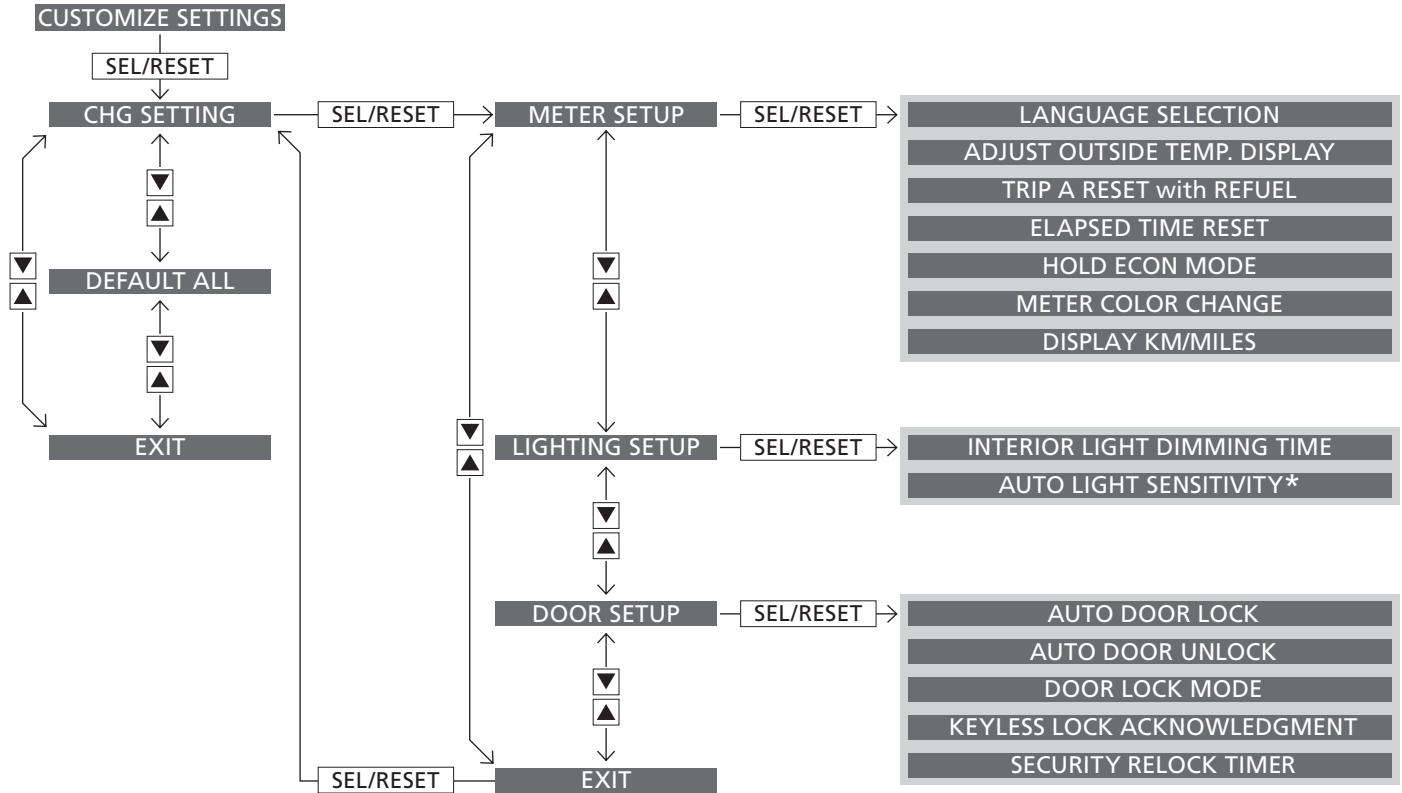 CUSTOMIZE SETTINGS
SEL/RESET
CHG SETTING
SEL/RESET
METER SETUP
SEL/RESET
LANGUAGE SELECTION
ADJUST OUTSIDE TEMP. DISPLAY
TRIP A RESET with REFUEL
ELAPSED TIME RESET
HOLD ECON MODE
METER COLOR CHANGE
DISPLAY KM/MILES
▼
▲
▼
▲
DEFAULT ALL
▼
▲
EXIT
▼
▲
▼
▲
LIGHTING SETUP
SEL/RESET
INTERIOR LIGHT DIMMING TIME
AUTO LIGHT SENSITIVITY*
▼
▲
DOOR SETUP
SEL/RESET
AUTO DOOR LOCK
AUTO DOOR UNLOCK
DOOR LOCK MODE
KEYLESS LOCK ACKNOWLEDGMENT
SECURITY RELOCK TIMER
▼
▲
EXIT
SEL/RESET